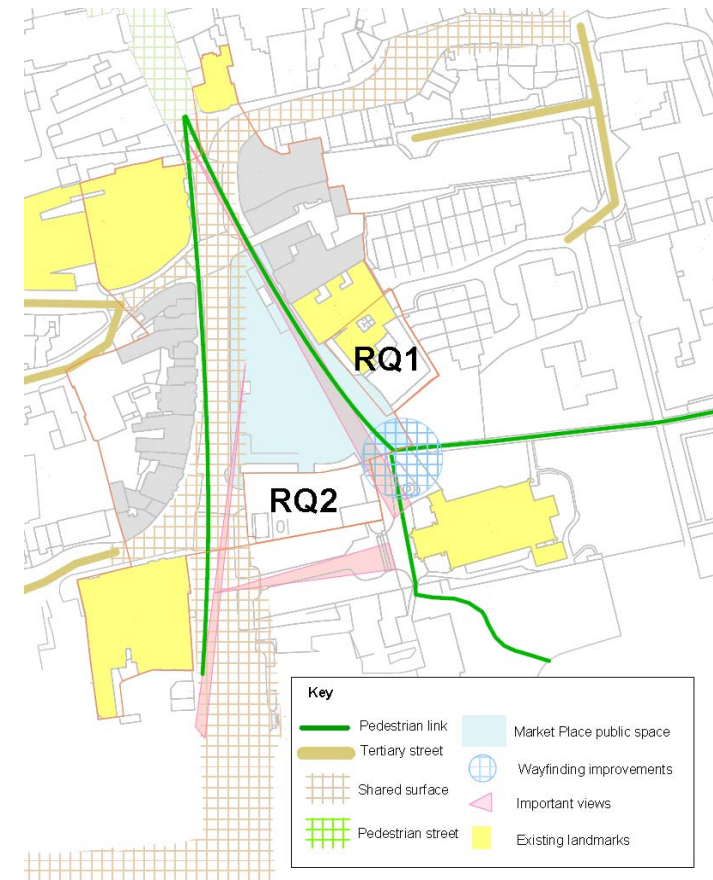 RQ1
RQ2
Key
Pedestrian link
Tertiary street
Shared surface
Pedestrian street
Market Place public space
Wayfinding improvements
Important views
Existing landmarks